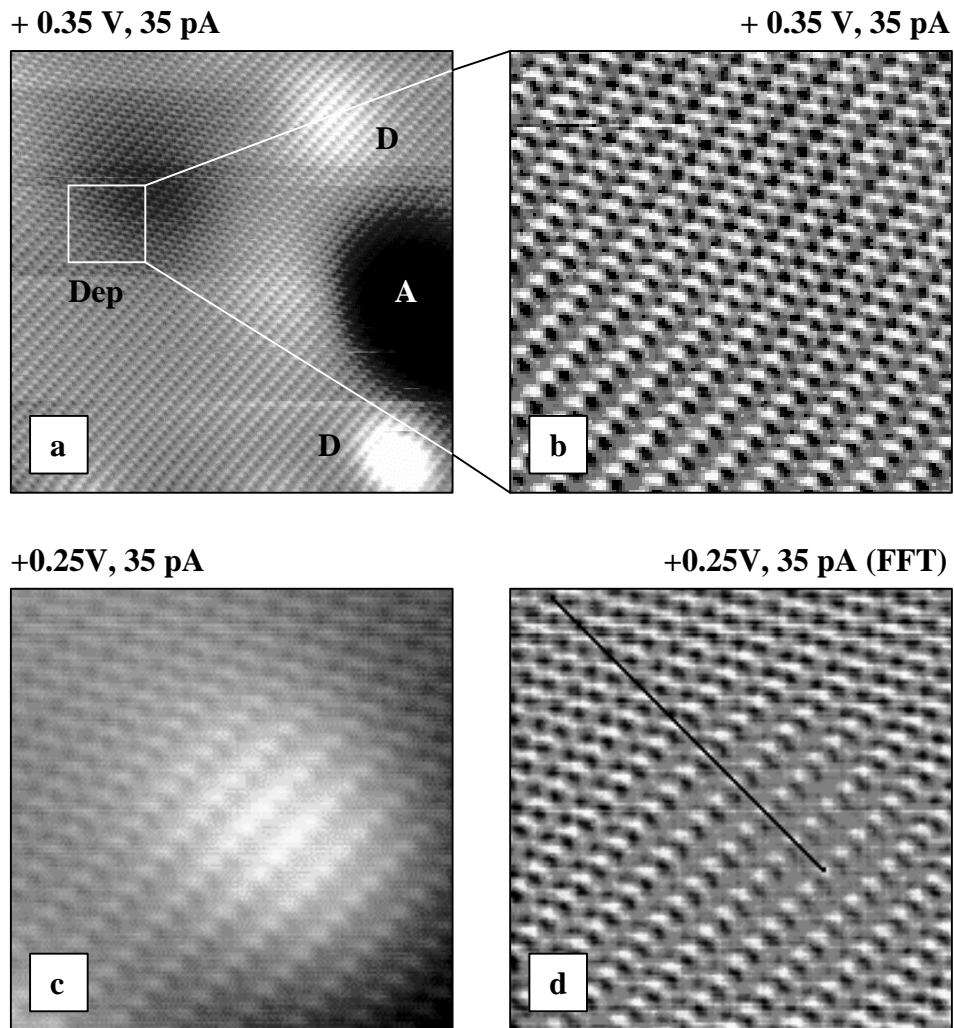 + 0.35 V, 35 pA
+ 0.35 V, 35 pA
D
Dep
A
D
a
b
+0.25V, 35 pA
+0.25V, 35 pA (FFT)
c
d